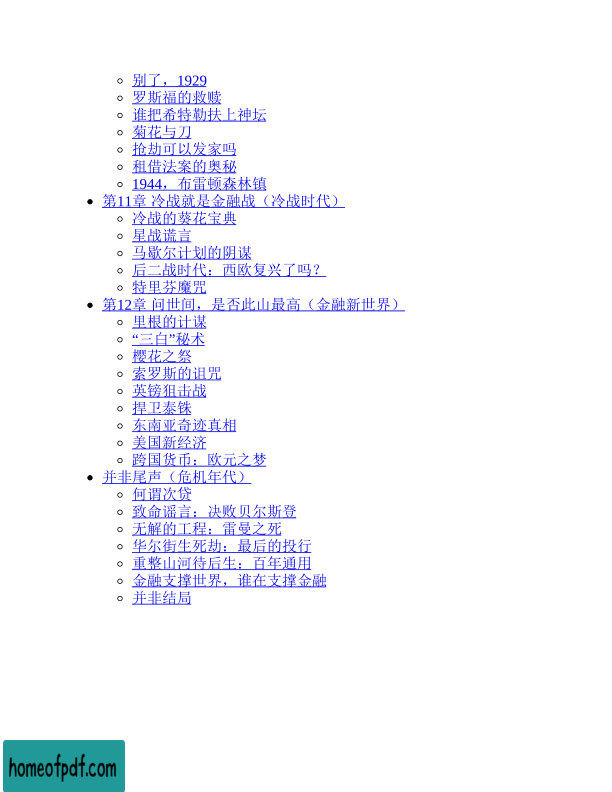 别了，1929
罗斯福的救赎
谁把希特勒扶上神坛
菊花与刀
抢劫可以发家吗
租借法案的奥秘
1944，布雷顿森林镇
第11章 冷战就是金融战（冷战时代）
冷战的葵花宝典
星战谎言
马歇尔计划的阴谋
后二战时代：西欧复兴了吗？
特里芬魔咒
第12章 问世间，是否此山最高（金融新世界）
里根的计谋
“三白”秘术
樱花之祭
索罗斯的诅咒
英镑狙击战
捍卫泰铢
东南亚奇迹真相
美国新经济
跨国货币：欧元之梦
并非尾声（危机年代）
何谓次贷
致命谣言：决败贝尔斯登
无解的工程：雷曼之死
华尔街生死劫：最后的投行
重整山河待后生：百年通用
金融支撑世界，谁在支撑金融
并非结局
homeofpdf.com